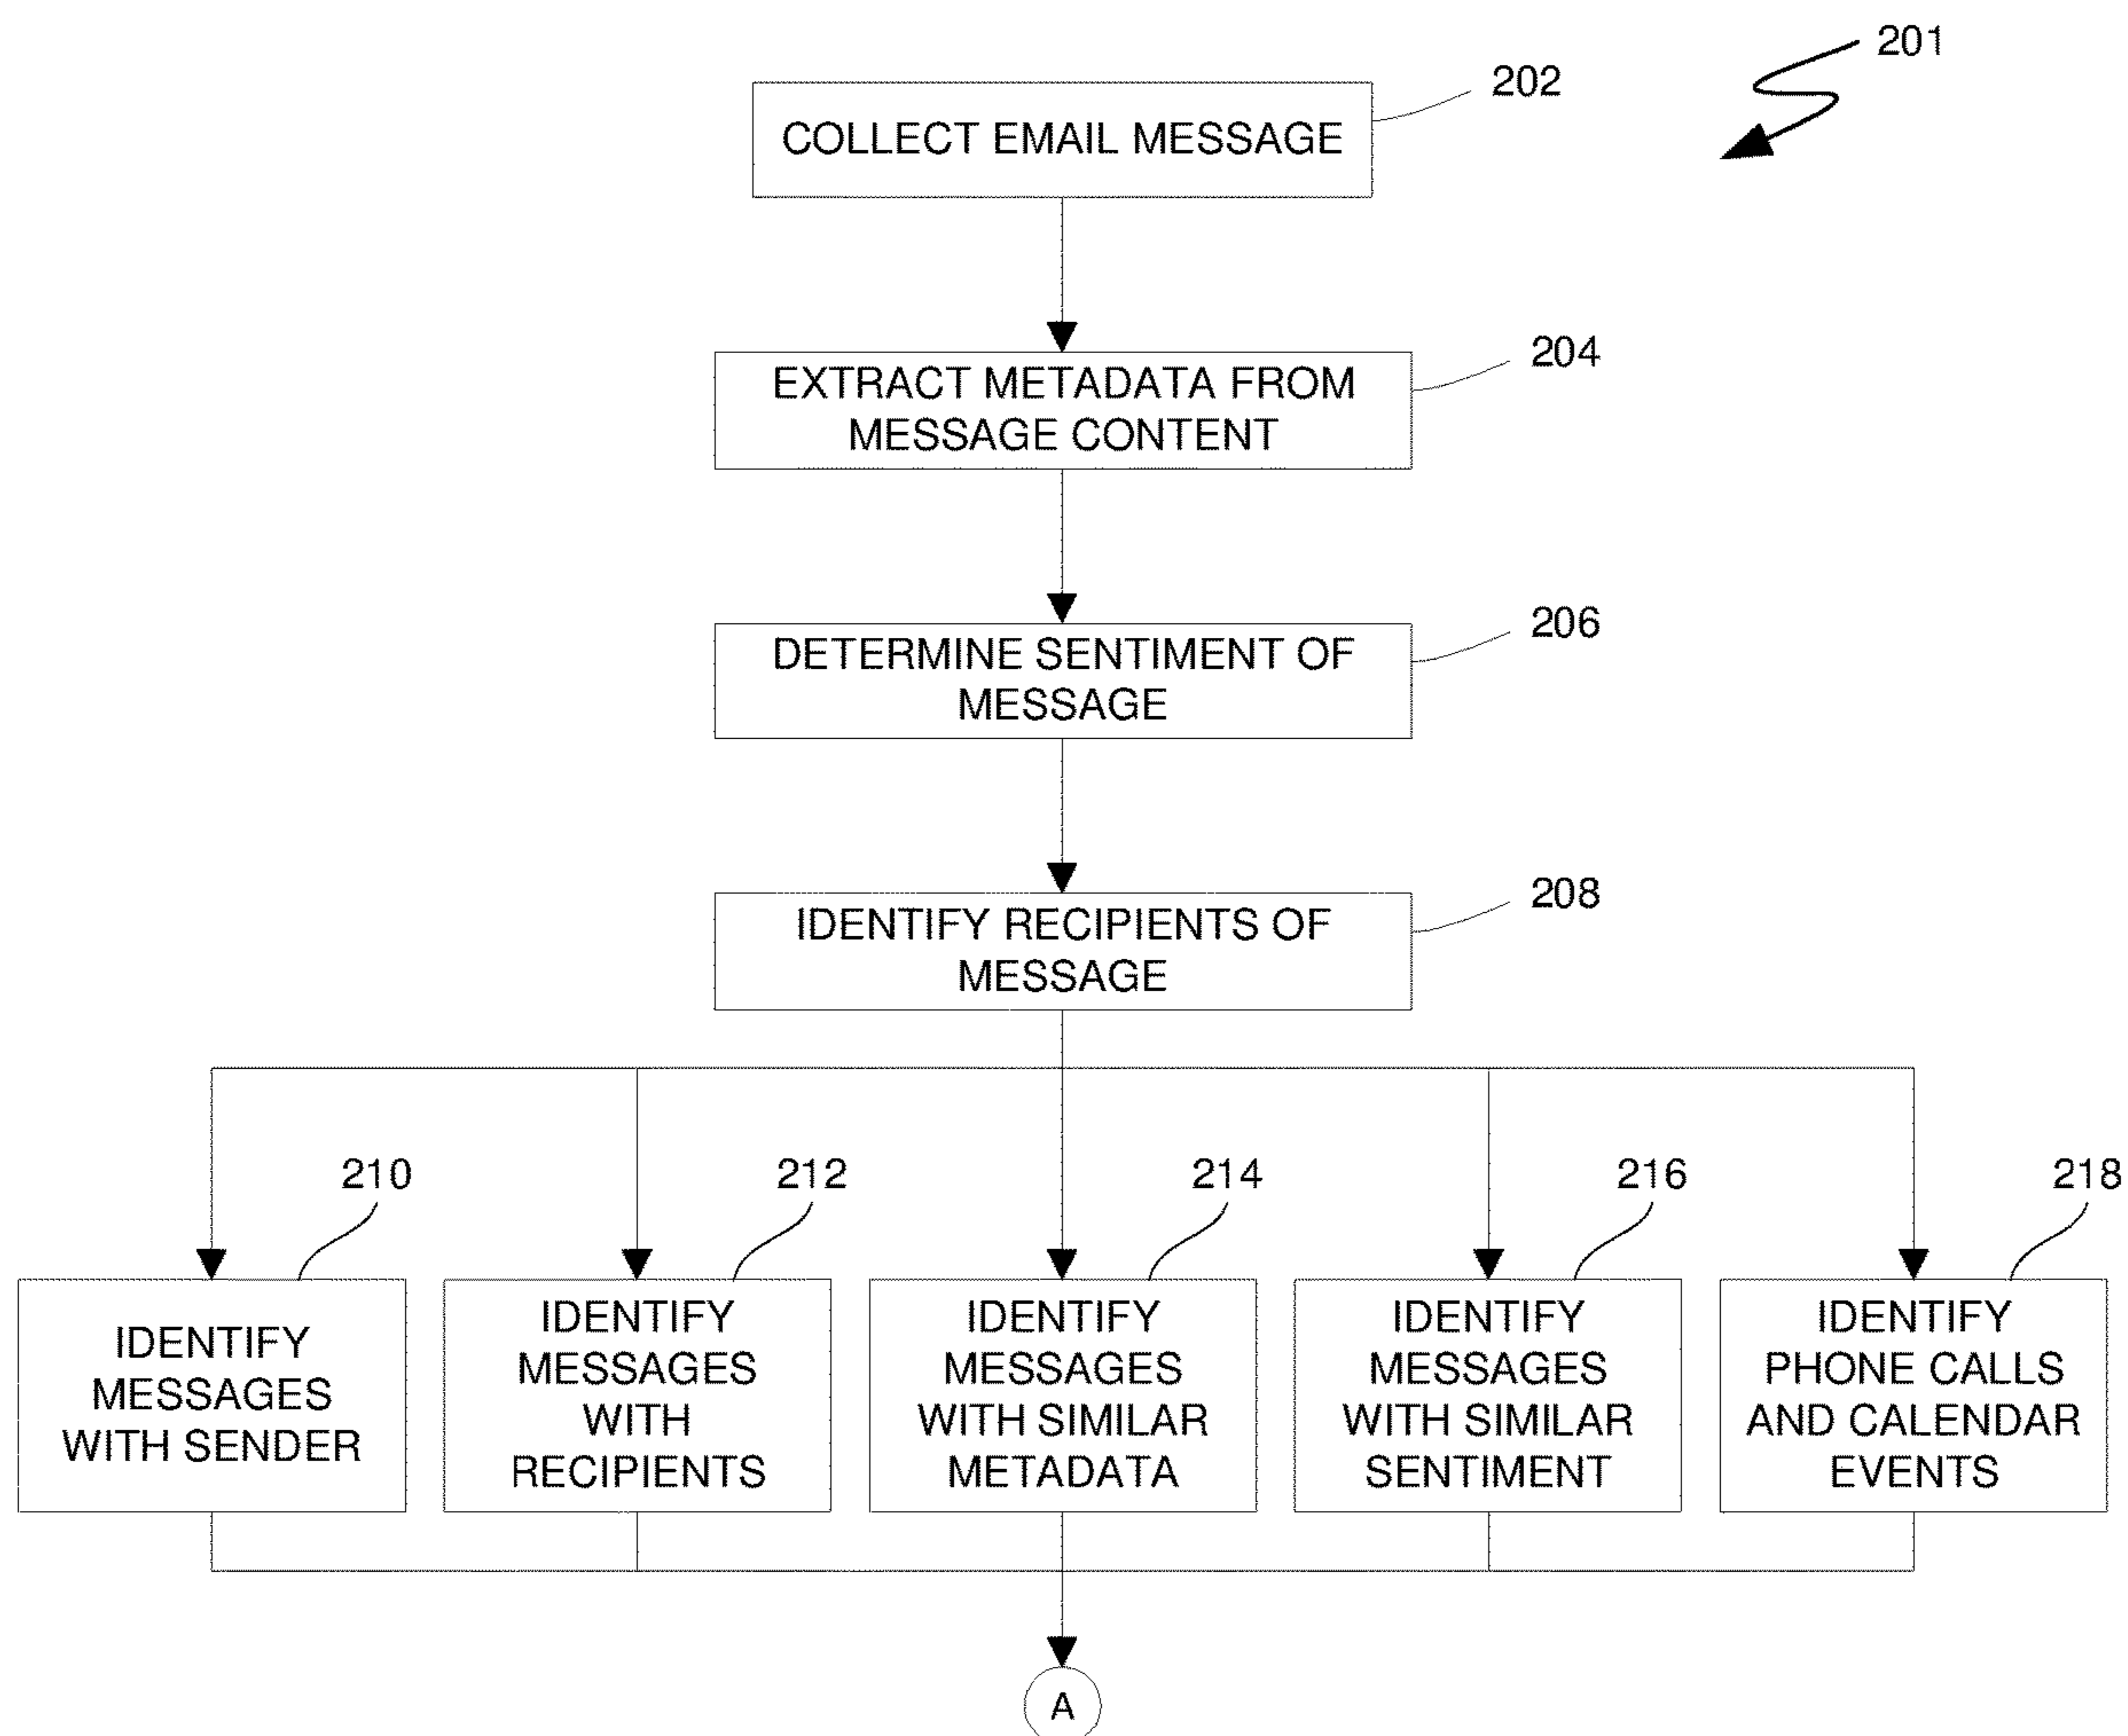 201
202
COLLECT EMAIL MESSAGE
204
EXTRACT METADATA FROM
MESSAGE CONTENT
206
DETERMINE SENTIMENT OF
MESSAGE
208
IDENTIFY RECIPIENTS OF
MESSAGE
210
IDENTIFY
MESSAGES
WITH SENDER
212
IDENTIFY
MESSAGES
WITH
RECIPIENTS
214
IDENTIFY
MESSAGES
WITH SIMILAR
METADATA
216
IDENTIFY
MESSAGES
WITH SIMILAR
SENTIMENT
218
IDENTIFY
PHONE CALLS
AND CALENDAR
EVENTS
A